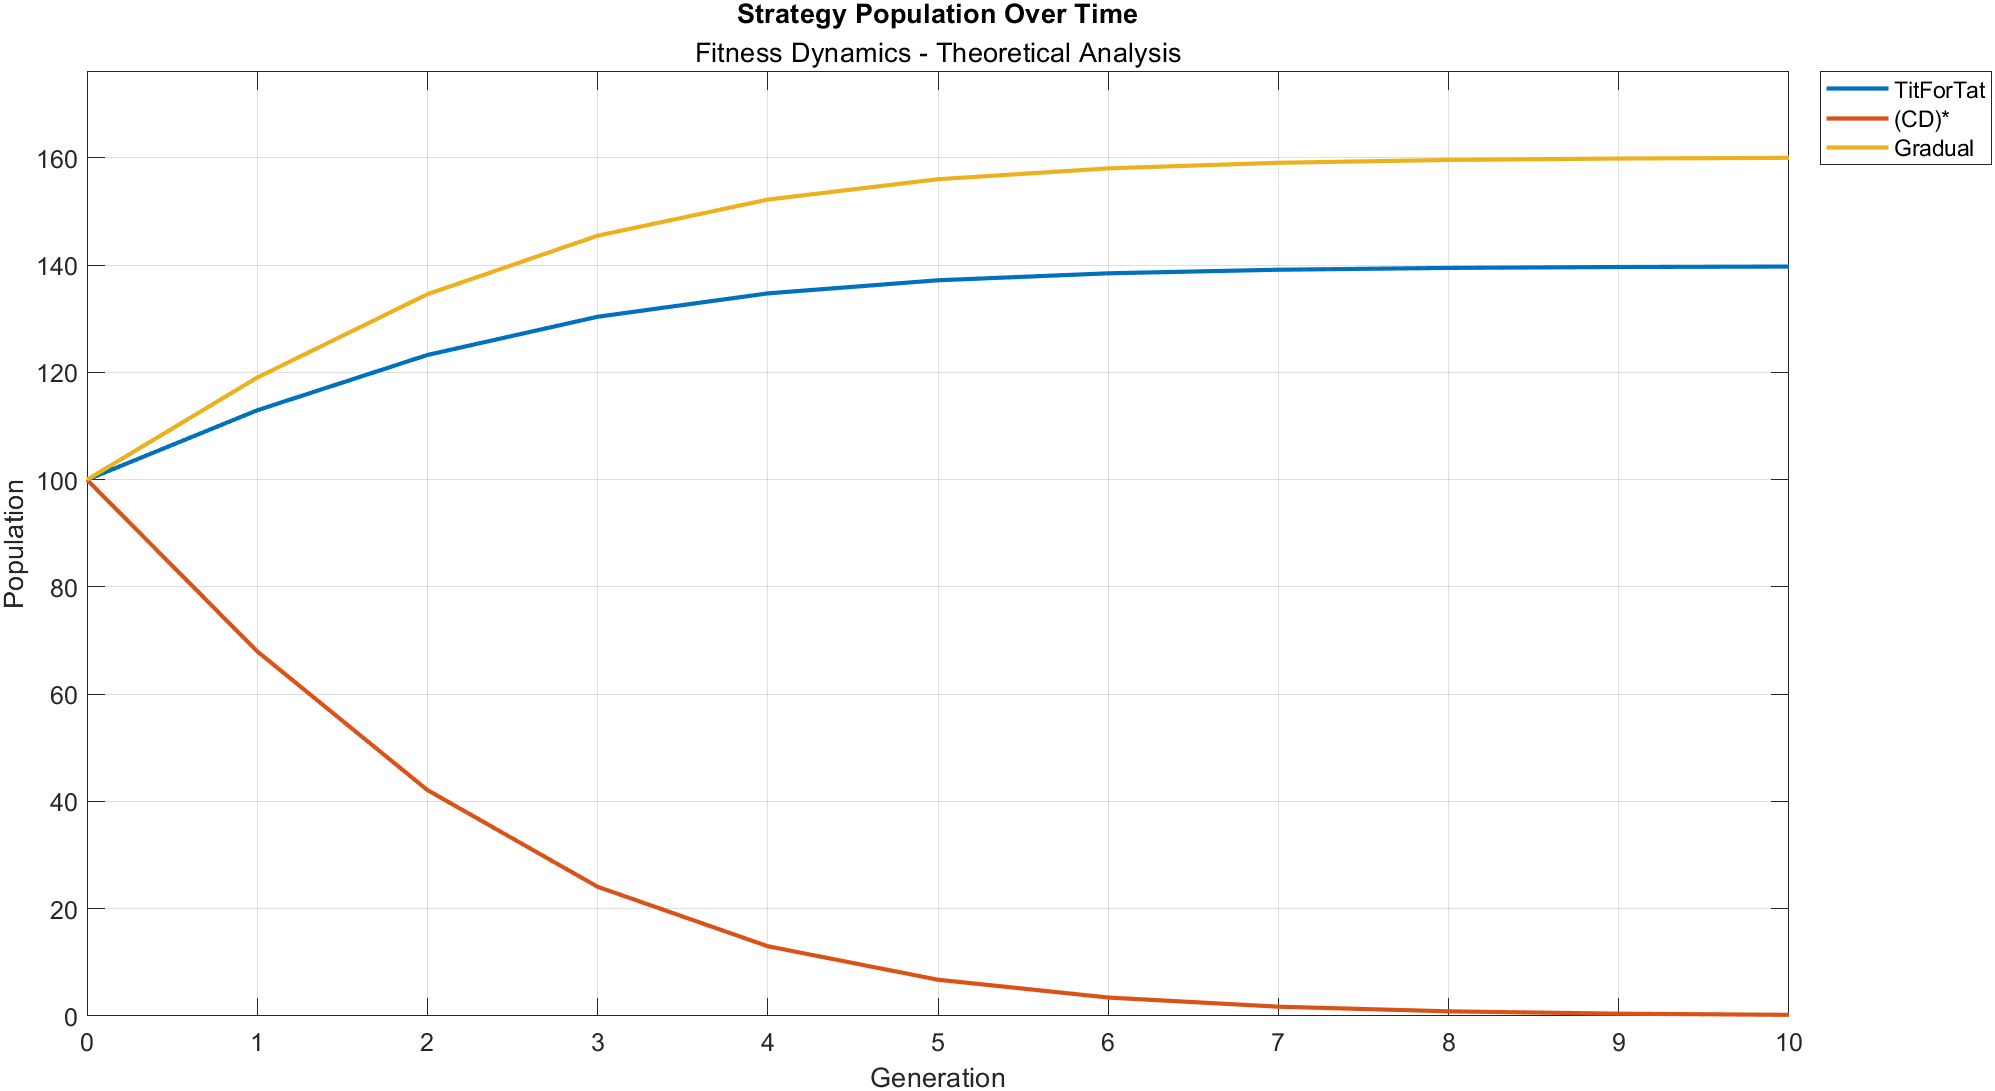 Strategy Population Over Time
Fitness Dynamics - Theoretical Analysis
TitForTat
(CD)*
Gradual
Population
160
140
120
100
80
60
40
20
0
0 1 2 3 4 5 6 7 8 9 10
Generation